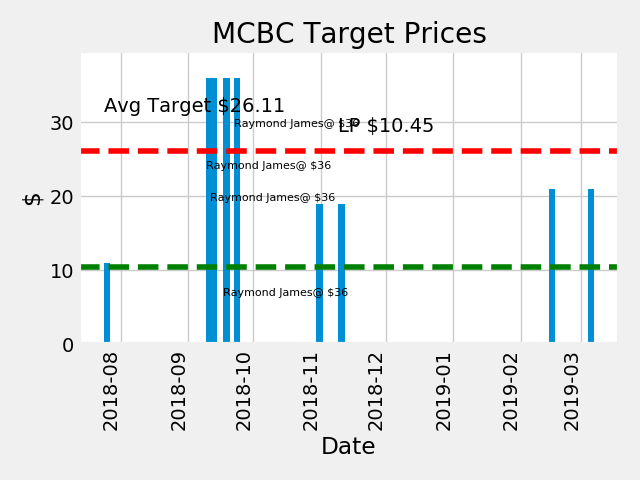 MCBC Target Prices
Avg Target $26.11
LP $10.45
Raymond James@ $36
Raymond James@ $36
Raymond James@ $36
Raymond James@ $36
$
30
20
10
0
2018-08
2018-09
2018-10
2018-11
2018-12
2019-01
2019-02
2019-03
Date